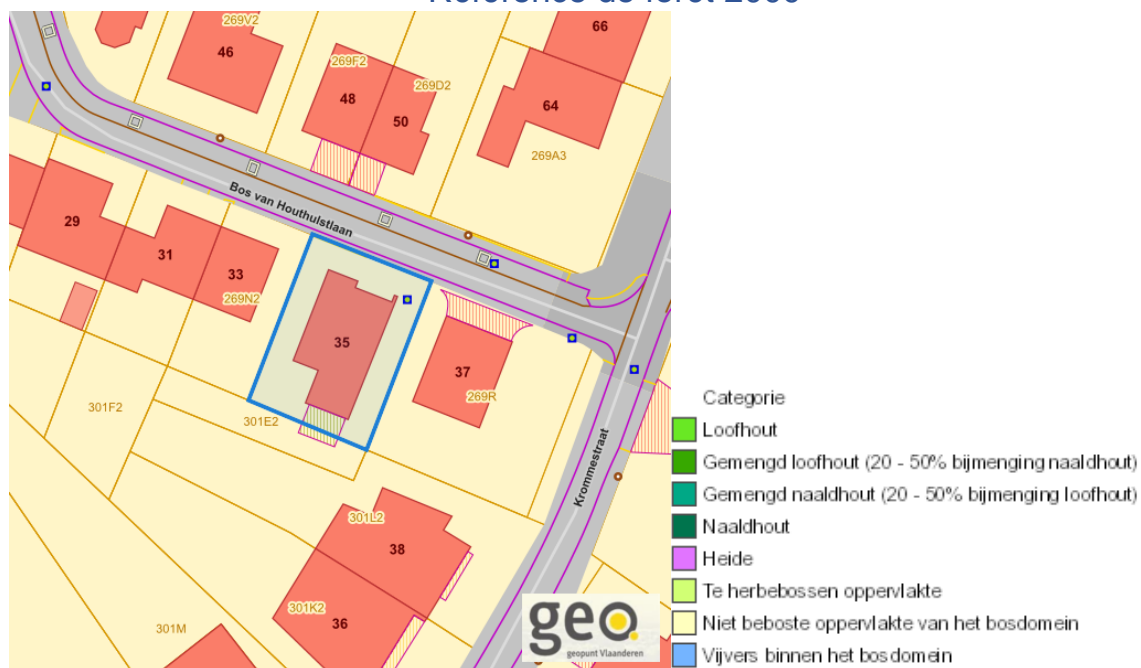 269V2
46
269F2
48
269D2
50
66
64
269A3
Bos van Houthulstlaan
29
31
33
269N2
35
37
269R
301F2
301E2
Krommestraat
301L2
38
301K2
36
301M
geo.
geopunt Vlaanderen
Categorie
Loofhout
Gemengd loofhout (20 - 50% bijmenging naaldhout)
Gemengd naaldhout (20 - 50% bijmenging loofhout)
Naaldhout
Heide
Te herbebossen oppervlakte
Niet beboste oppervlakte van het bosdomein
Vijvers binnen het bosdomein